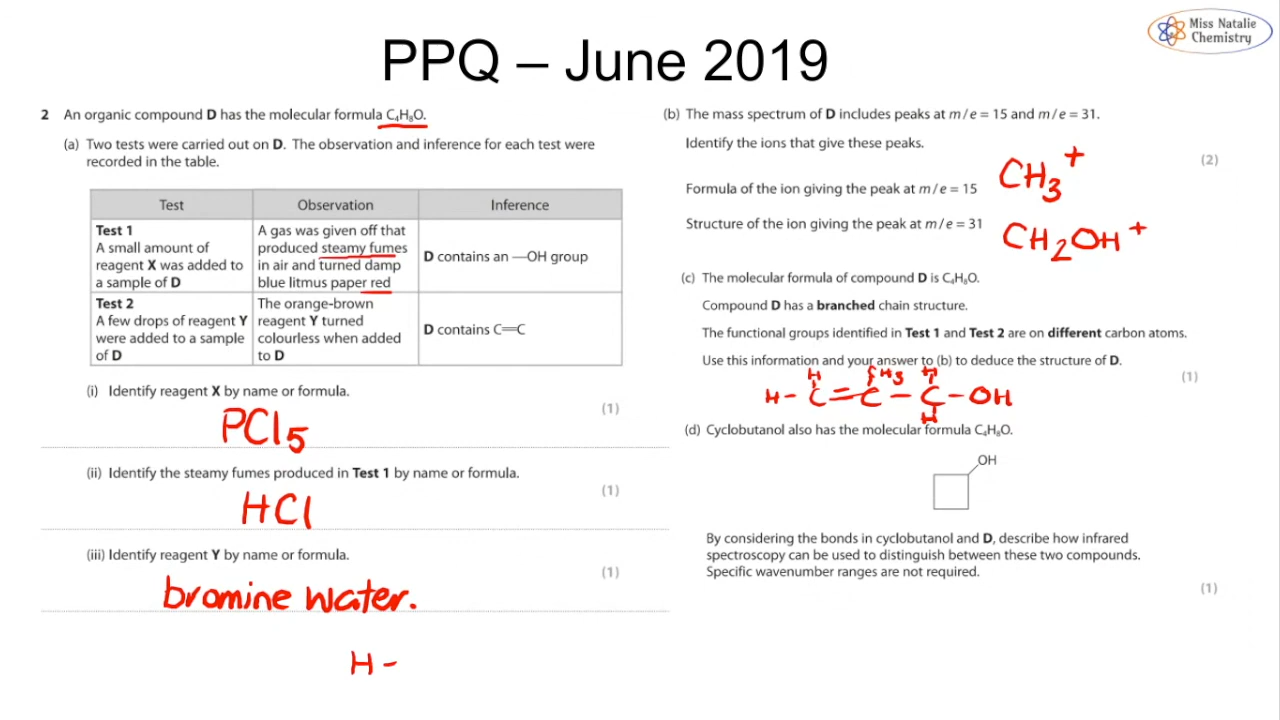 Miss Natalie
Chemistry
PPQ – June 2019
2 An organic compound D has the molecular formula C₄H₈O.
(a) Two tests were carried out on D. The observation and inference for each test were
recorded in the table.
Test Observation Inference
Test 1
A small amount of
reagent X was added to
a sample of D
A gas was given off that
produced steamy fumes
in air and turned damp
blue litmus paper red
D contains an —OH group
Test 2
A few drops of reagent Y
were added to a sample
of D
The orange-brown
reagent Y turned
colourless when added
to D
D contains C=C
(i) Identify reagent X by name or formula.
(1)
PCl₅
(ii) Identify the steamy fumes produced in Test 1 by name or formula.
(1)
HCl
(iii) Identify reagent Y by name or formula.
(1)
bromine water.
H -
(b) The mass spectrum of D includes peaks at m/e = 15 and m/e = 31.
Identify the ions that give these peaks.
(2)
Formula of the ion giving the peak at m/e = 15 CH₃⁺
Structure of the ion giving the peak at m/e = 31 CH₂OH⁺
(c) The molecular formula of compound D is C₄H₈O.
Compound D has a branched chain structure.
The functional groups identified in Test 1 and Test 2 are on different carbon atoms.
Use this information and your answer to (b) to deduce the structure of D.
(1)
H CH₃ H
H - C = C - C - OH
H
(d) Cyclobutanol also has the molecular formula C₄H₈O.
OH
By considering the bonds in cyclobutanol and D, describe how infrared
spectroscopy can be used to distinguish between these two compounds.
Specific wavenumber ranges are not required.
(1)